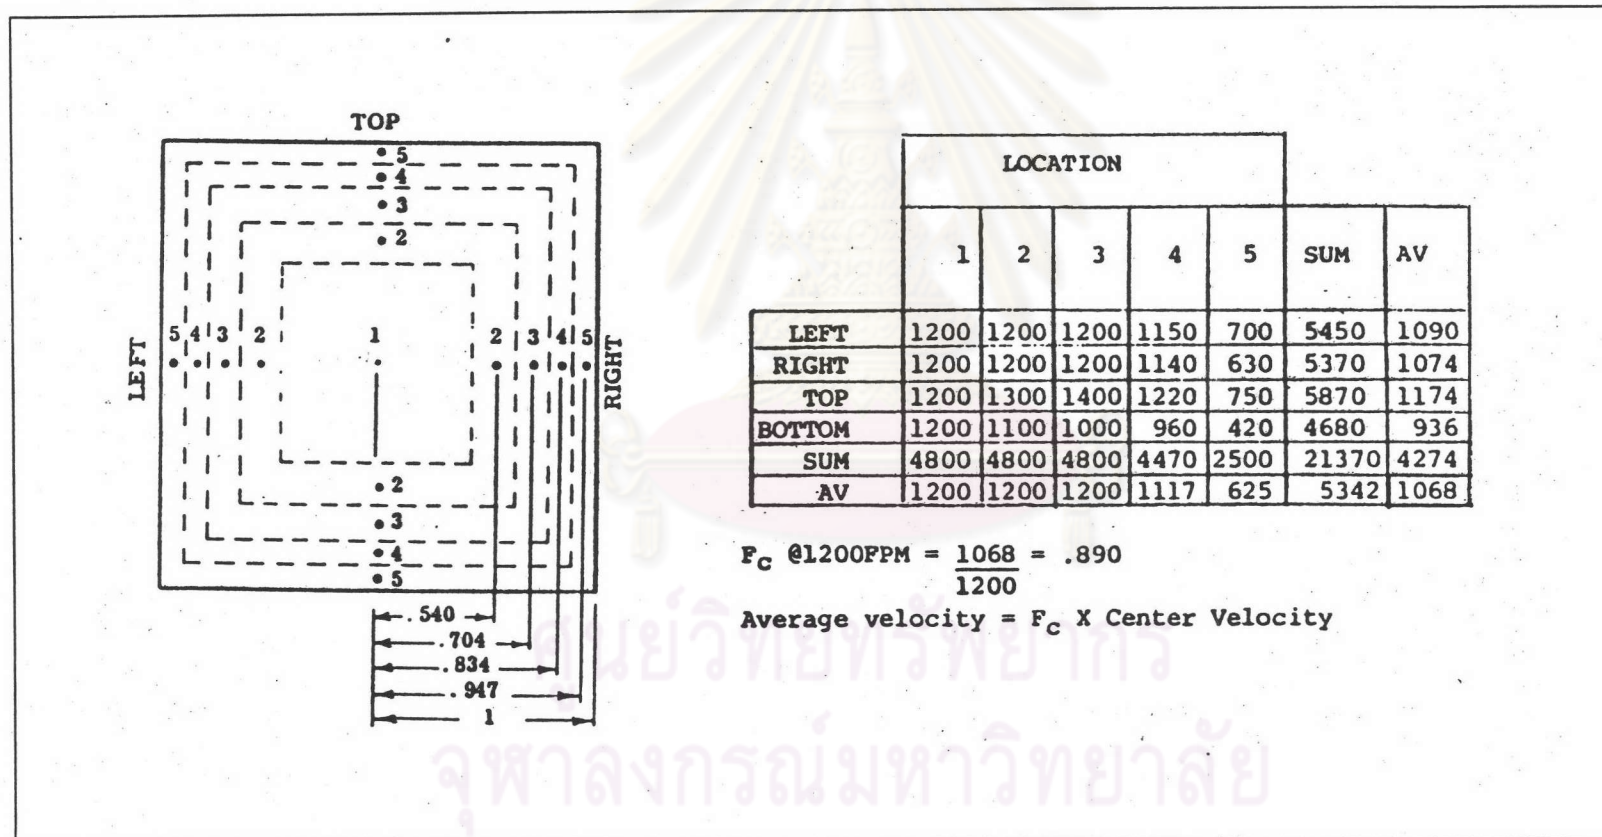 TOP
5
4
3
2
LEFT
5 4 3 2 1 2 3 4 5
RIGHT
2
3
4
5
.540
.704
.834
.947
1
LOCATION
1 2 3 4 5 SUM AV
LEFT 1200 1200 1200 1150 700 5450 1090
RIGHT 1200 1200 1200 1140 630 5370 1074
TOP 1200 1300 1400 1220 750 5870 1174
BOTTOM 1200 1100 1000 960 420 4680 936
SUM 4800 4800 4800 4470 2500 21370 4274
AV 1200 1200 1200 1117 625 5342 1068
Fc @1200FPM = 1068 = .890
1200
Average velocity = Fc X Center Velocity
ศูนย์วิทยทรัพยากร
จุฬาลงกรณ์มหาวิทยาลัย